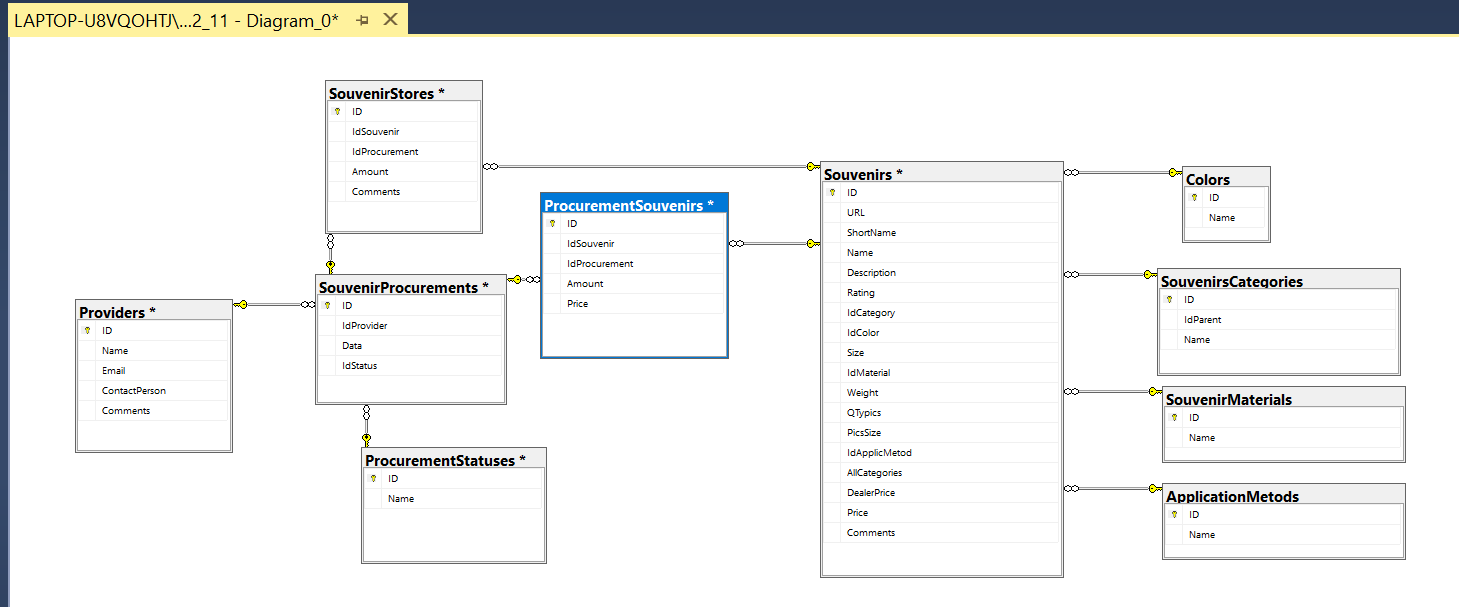 LAPTOP-U8VQOHTJ\...2_11 - Diagram_0*
SouvenirStores *
ID
IdSouvenir
IdProcurement
Amount
Comments
ProcurementSouvenirs *
ID
IdSouvenir
IdProcurement
Amount
Price
SouvenirProcurements *
ID
IdProvider
Data
IdStatus
Providers *
ID
Name
Email
ContactPerson
Comments
ProcurementStatuses *
ID
Name
Souvenirs *
ID
URL
ShortName
Name
Description
Rating
IdCategory
IdColor
Size
IdMaterial
Weight
QTypics
PicsSize
IdApplicMetod
AllCategories
DealerPrice
Price
Comments
Colors
ID
Name
SouvenirsCategories
ID
IdParent
Name
SouvenirMaterials
ID
Name
ApplicationMetods
ID
Name